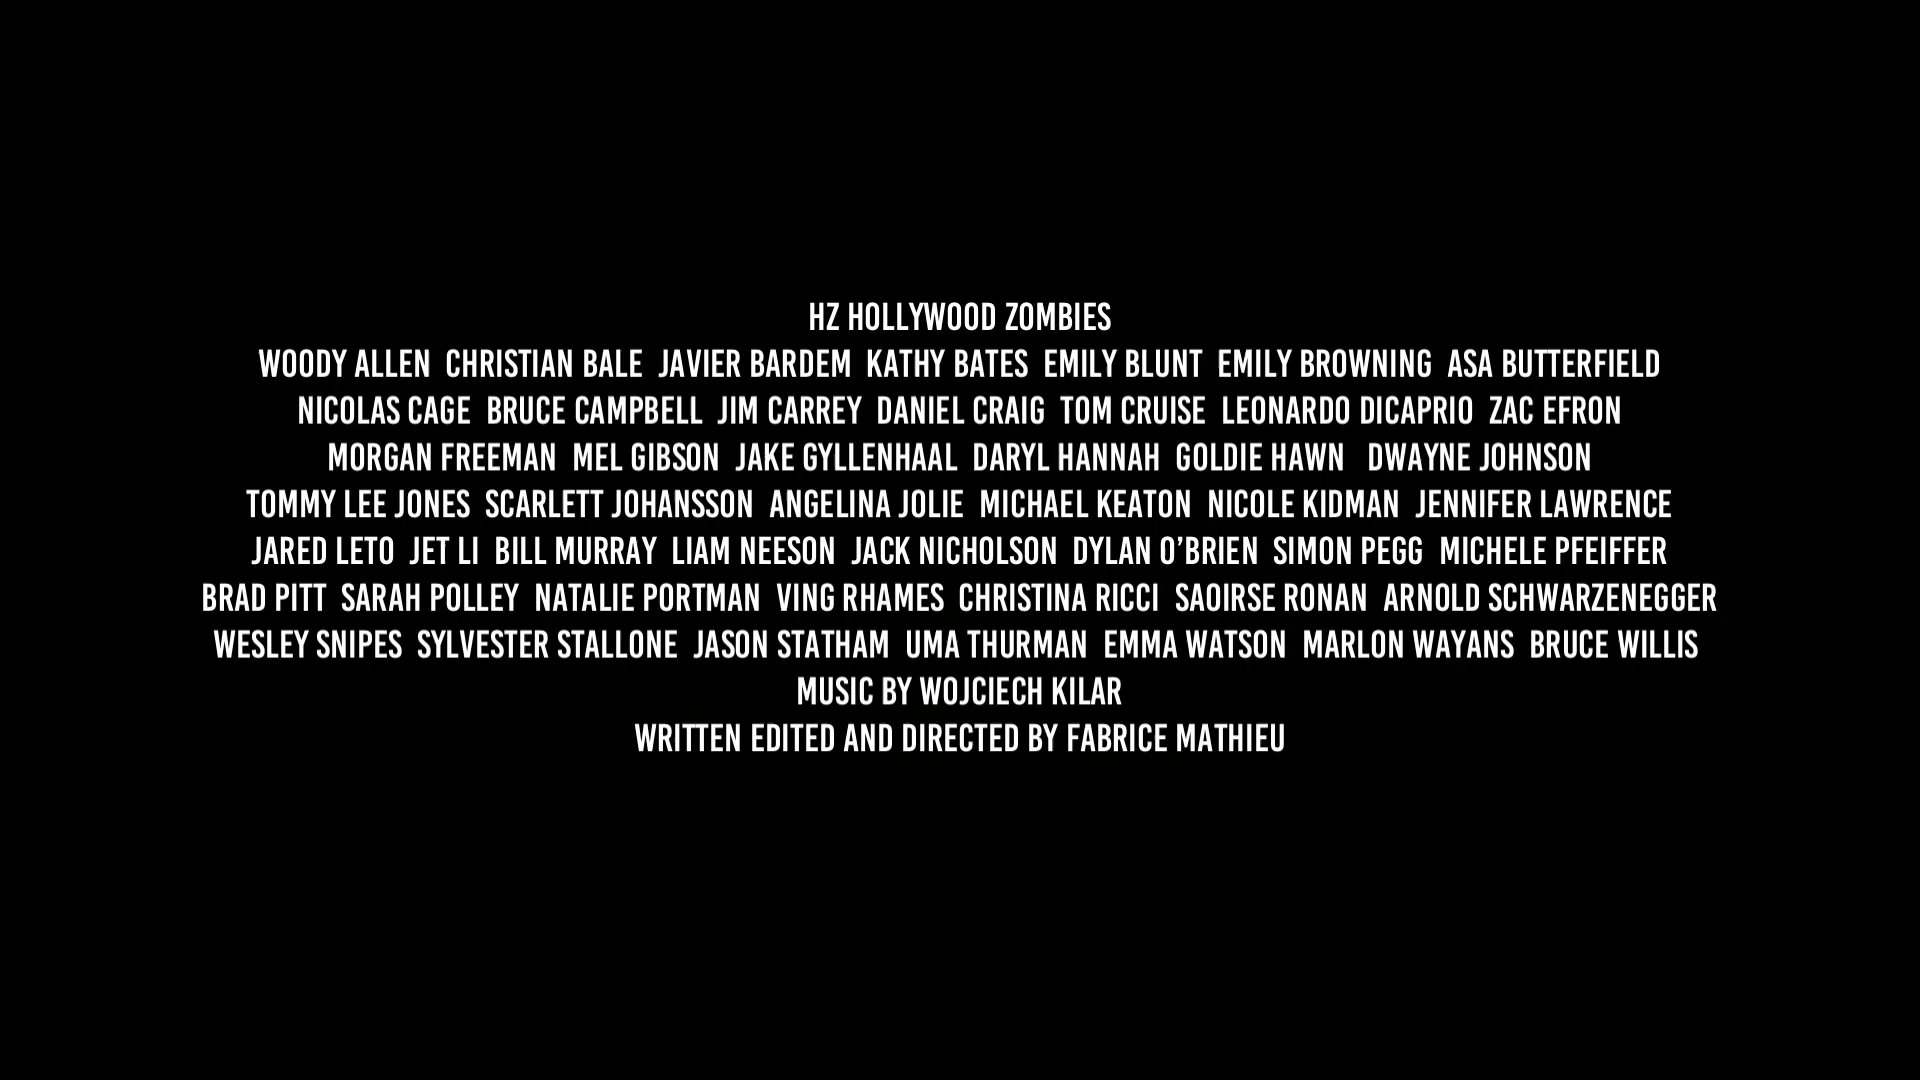 HZ HOLLYWOOD ZOMBIES
WOODY ALLEN CHRISTIAN BALE JAVIER BARDEM KATHY BATES EMILY BLUNT EMILY BROWNING ASA BUTTERFIELD
NICOLAS CAGE BRUCE CAMPBELL JIM CARREY DANIEL CRAIG TOM CRUISE LEONARDO DICAPRIO ZAC EFRON
MORGAN FREEMAN MEL GIBSON JAKE GYLLENHAAL DARYL HANNAH GOLDIE HAWN DWAYNE JOHNSON
TOMMY LEE JONES SCARLETT JOHANSSON ANGELINA JOLIE MICHAEL KEATON NICOLE KIDMAN JENNIFER LAWRENCE
JARED LETO JET LI BILL MURRAY LIAM NEESON JACK NICHOLSON DYLAN O’BRIEN SIMON PEGG MICHELE PFEIFFER
BRAD PITT SARAH POLLEY NATALIE PORTMAN VING RHAMES CHRISTINA RICCI SAOIRSE RONAN ARNOLD SCHWARZENEGGER
WESLEY SNIPES SYLVESTER STALLONE JASON STATHAM UMA THURMAN EMMA WATSON MARLON WAYANS BRUCE WILLIS
MUSIC BY WOJCIECH KILAR
WRITTEN EDITED AND DIRECTED BY FABRICE MATHIEU